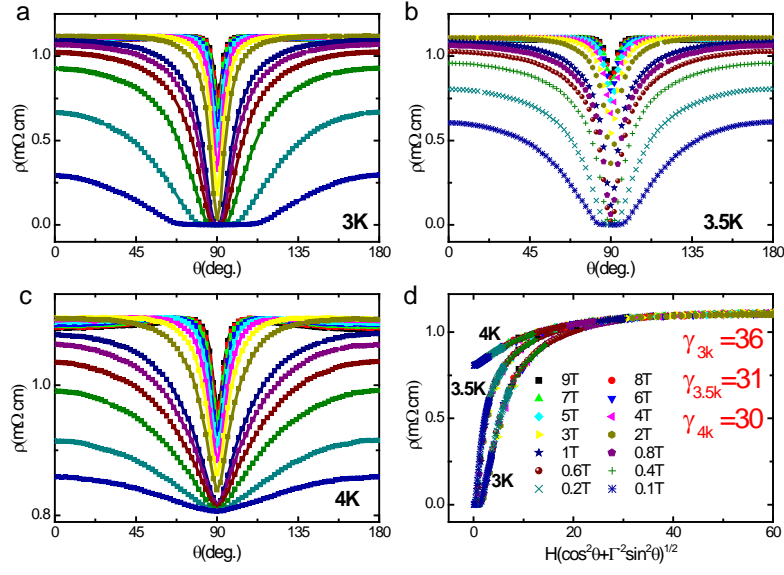 a
ρ(mΩ cm)
1.0
0.5
0.0
0 45 90 135 180
θ(deg.)
3K
b
ρ(mΩ cm)
1.0
0.5
0.0
0 45 90 135 180
θ(deg.)
3.5K
c
ρ(mΩ cm)
1.0
0.8
0 45 90 135 180
θ(deg.)
4K
d
ρ(mΩ cm)
1.0
0.5
0.0
0 20 40 60
H(cos²θ+Γ⁻²sin²θ)¹/²
4K
3.5K
3K
γ3k=36
γ3.5k=31
γ4k=30
9T 8T
7T 6T
5T 4T
3T 2T
1T 0.8T
0.6T 0.4T
0.2T 0.1T